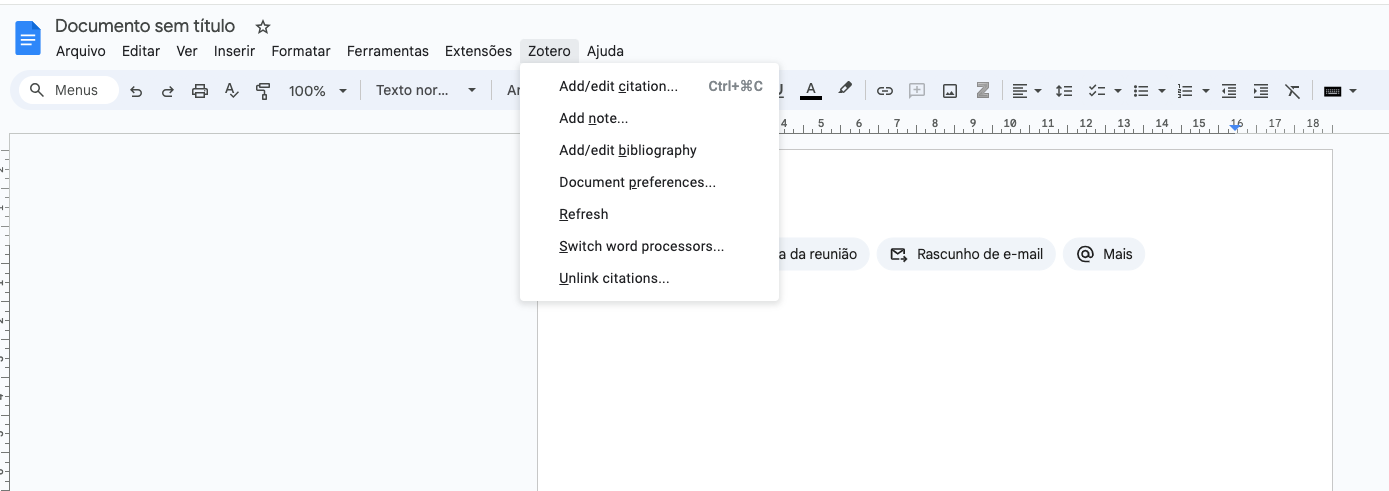 Documento sem título
Arquivo Editar Ver Inserir Formatar Ferramentas Extensões Zotero Ajuda
Menus 100% Texto nor... A
Add/edit citation... Ctrl+⌘C
Add note...
Add/edit bibliography
Document preferences...
Refresh
Switch word processors...
Unlink citations...
4 5 6 7 8 9 10 11 12 13 14 15 16 17 18
da reunião Rascunho de e-mail Mais